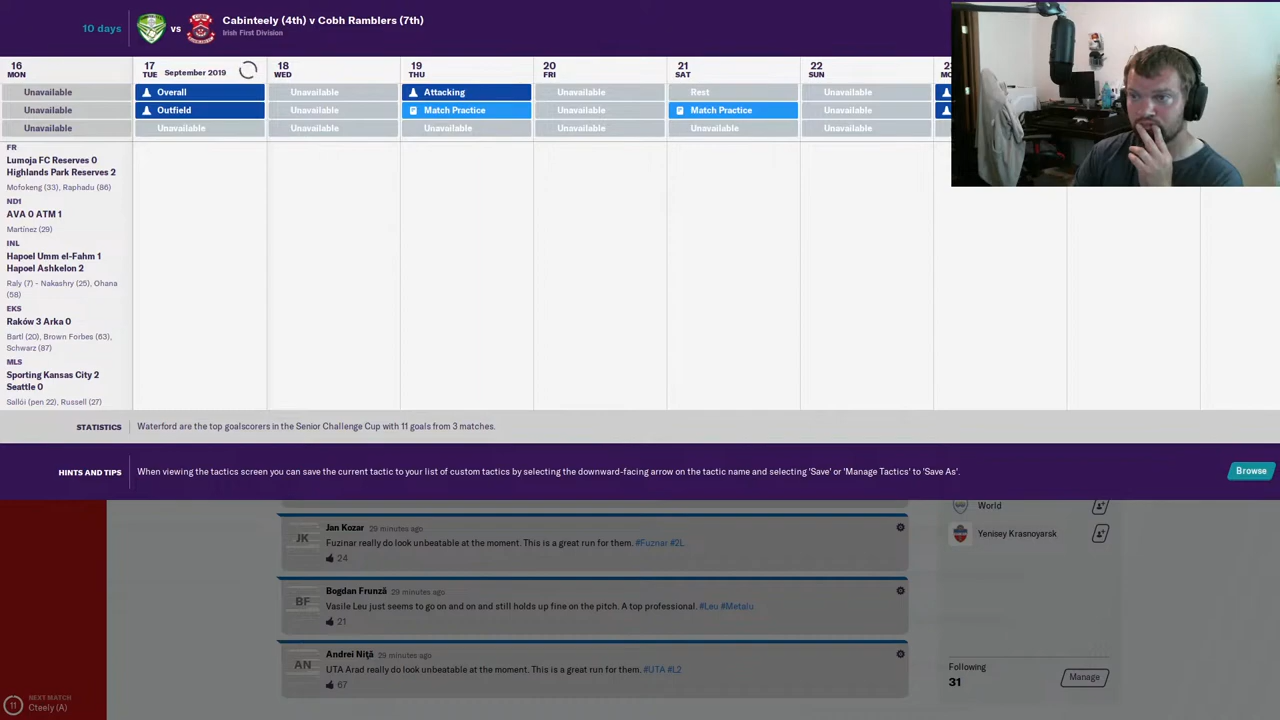 10 days
vs
Cabinteely (4th) v Cobh Ramblers (7th)
Irish First Division
16
MON
17
TUE
September 2019
18
WED
19
THU
20
FRI
21
SAT
22
SUN
Unavailable
Overall
Unavailable
Attacking
Unavailable
Rest
Unavailable
Unavailable
Outfield
Unavailable
Match Practice
Unavailable
Match Practice
Unavailable
Unavailable
Unavailable
Unavailable
Unavailable
Unavailable
Unavailable
Unavailable
FR
Lumoja FC Reserves 0
Highlands Park Reserves 2
Mofokeng (33), Raphadu (86)
ND1
AVA 0 ATM 1
Martínez (29)
INL
Hapoel Umm el-Fahm 1
Hapoel Ashkelon 2
Raly (7) - Nakashry (25), Ohana
(58)
EKS
Raków 3 Arka 0
Bartl (20), Brown Forbes (63),
Schwarz (87)
MLS
Sporting Kansas City 2
Seattle 0
Sallói (pen 22), Russell (27)
STATISTICS
Waterford are the top goalscorers in the Senior Challenge Cup with 11 goals from 3 matches.
HINTS AND TIPS
When viewing the tactics screen you can save the current tactic to your list of custom tactics by selecting the downward-facing arrow on the tactic name and selecting 'Save' or 'Manage Tactics' to 'Save As'.
Browse
World
JK
Jan Kozar 29 minutes ago
Fuzinar really do look unbeatable at the moment. This is a great run for them. #Fuznar #2L
24
Yenisey Krasnoyarsk
BF
Bogdan Frunză 29 minutes ago
Vasile Leu just seems to go on and on and still holds up fine on the pitch. A top professional. #Leu #Metalu
21
AN
Andrei Niţă 29 minutes ago
UTA Arad really do look unbeatable at the moment. This is a great run for them. #UTA #L2
67
Following
31
Manage
11
NEXT MATCH
Cteely (A)